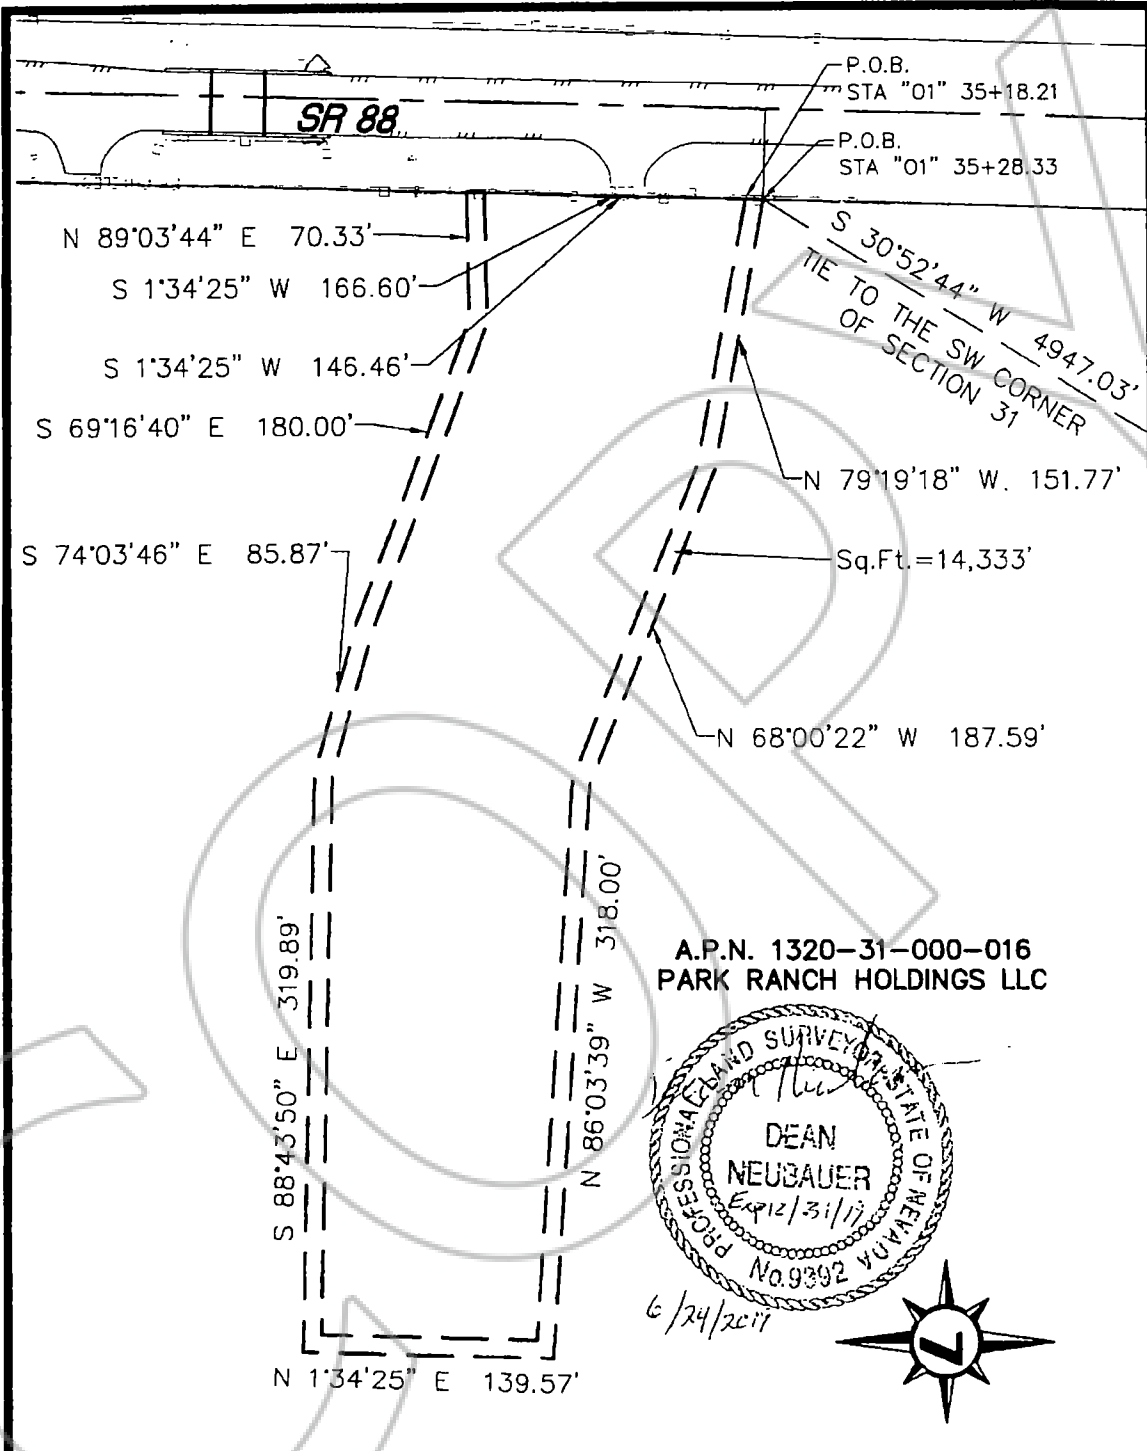 P.O.B.
STA "O1" 35+18.21
SR 88
P.O.B.
STA "O1" 35+28.33
N 89°03'44" E 70.33'
S 1°34'25" W 166.60'
S 30°52'44" W 4947.03'
TIE TO THE SW CORNER
OF SECTION 31
S 1°34'25" W 146.46'
S 69°16'40" E 180.00'
N 79°19'18" W. 151.77'
S 74°03'46" E 85.87'
Sq.Ft.=14,333'
N 68°00'22" W 187.59'
S 88°43'50" E 319.89'
N 86°03'39" W 318.00'
A.P.N. 1320-31-000-016
PARK RANCH HOLDINGS LLC
PROFESSIONAL LAND SURVEYOR STATE OF NEVADA
DEAN
NEUBAUER
Exp 12/31/17
No. 9392
6/24/2017
N 1°34'25" E 139.57'
COPY